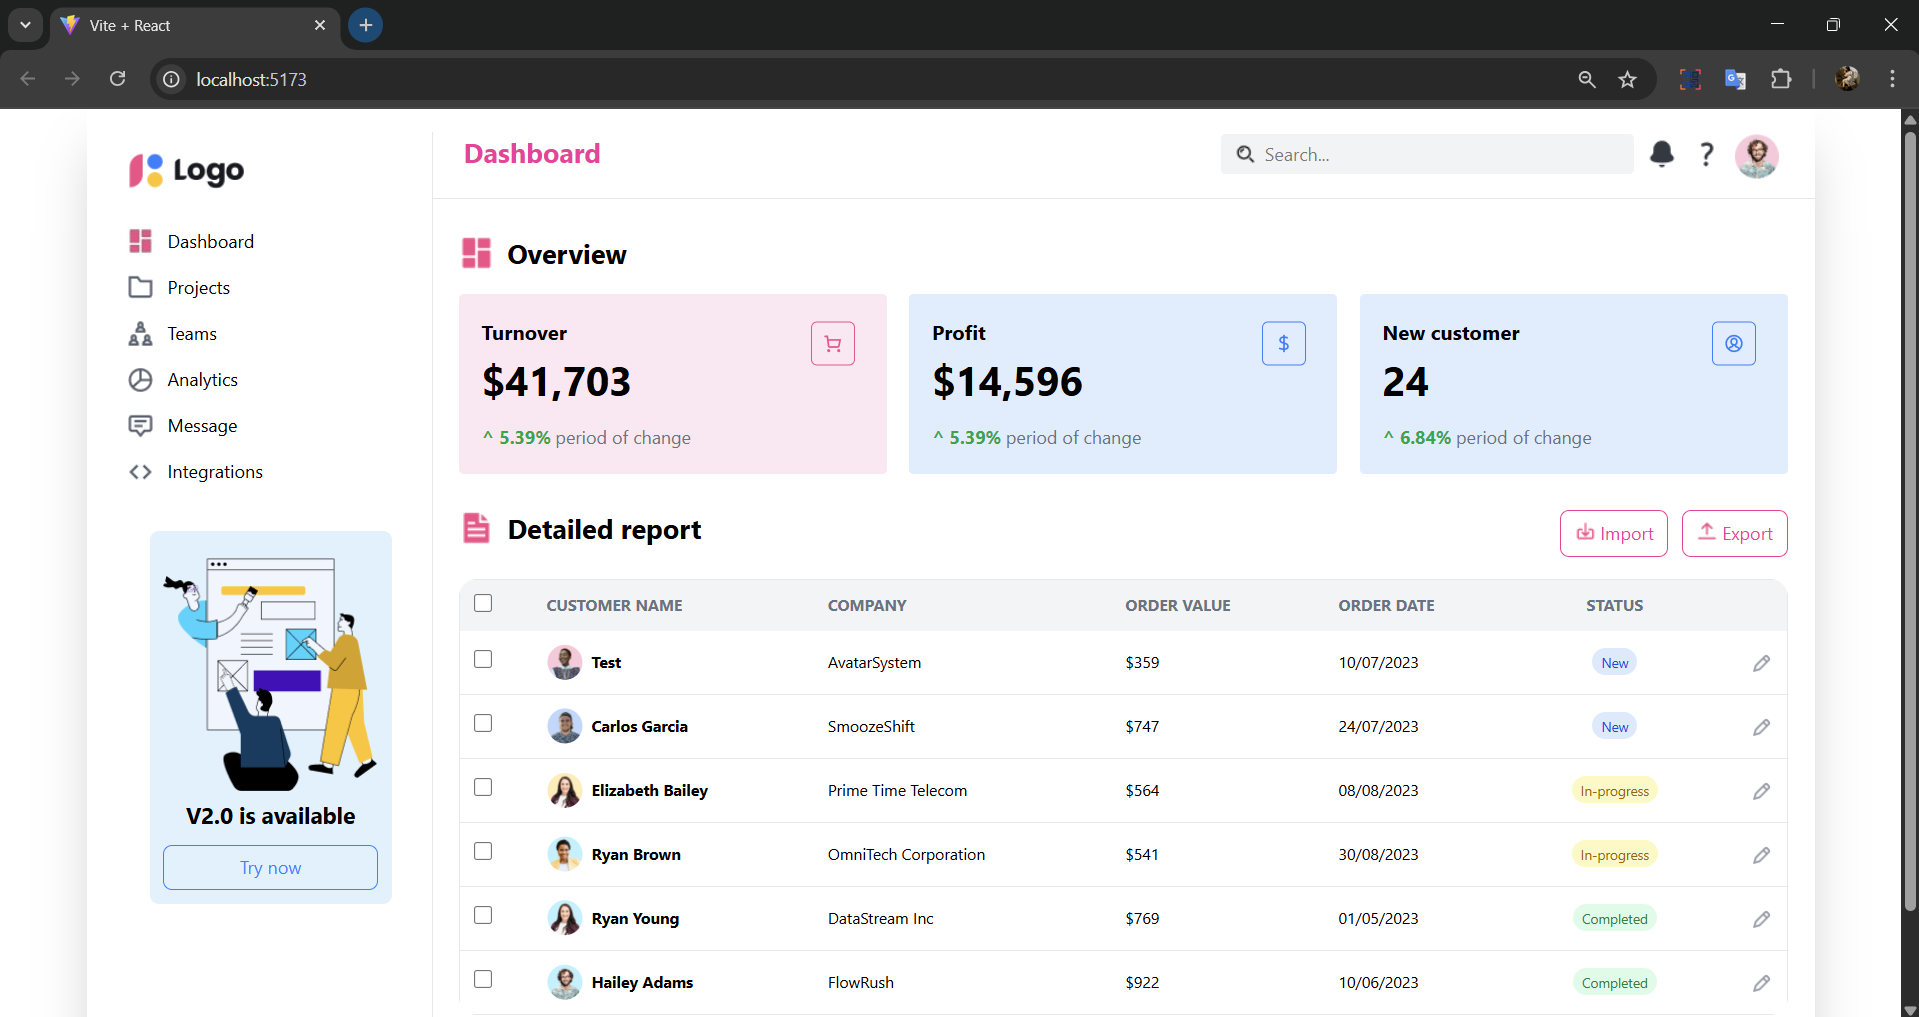 Vite + React
localhost:5173
Logo
Dashboard
Projects
Teams
Analytics
Message
Integrations
V2.0 is available
Try now
Dashboard
Search...
Overview
Turnover
$41,703
^ 5.39% period of change
Profit
$14,596
^ 5.39% period of change
New customer
24
^ 6.84% period of change
Detailed report
Import
Export
CUSTOMER NAME COMPANY ORDER VALUE ORDER DATE STATUS
Test AvatarSystem $359 10/07/2023 New
Carlos Garcia SmoozeShift $747 24/07/2023 New
Elizabeth Bailey Prime Time Telecom $564 08/08/2023 In-progress
Ryan Brown OmniTech Corporation $541 30/08/2023 In-progress
Ryan Young DataStream Inc $769 01/05/2023 Completed
Hailey Adams FlowRush $922 10/06/2023 Completed